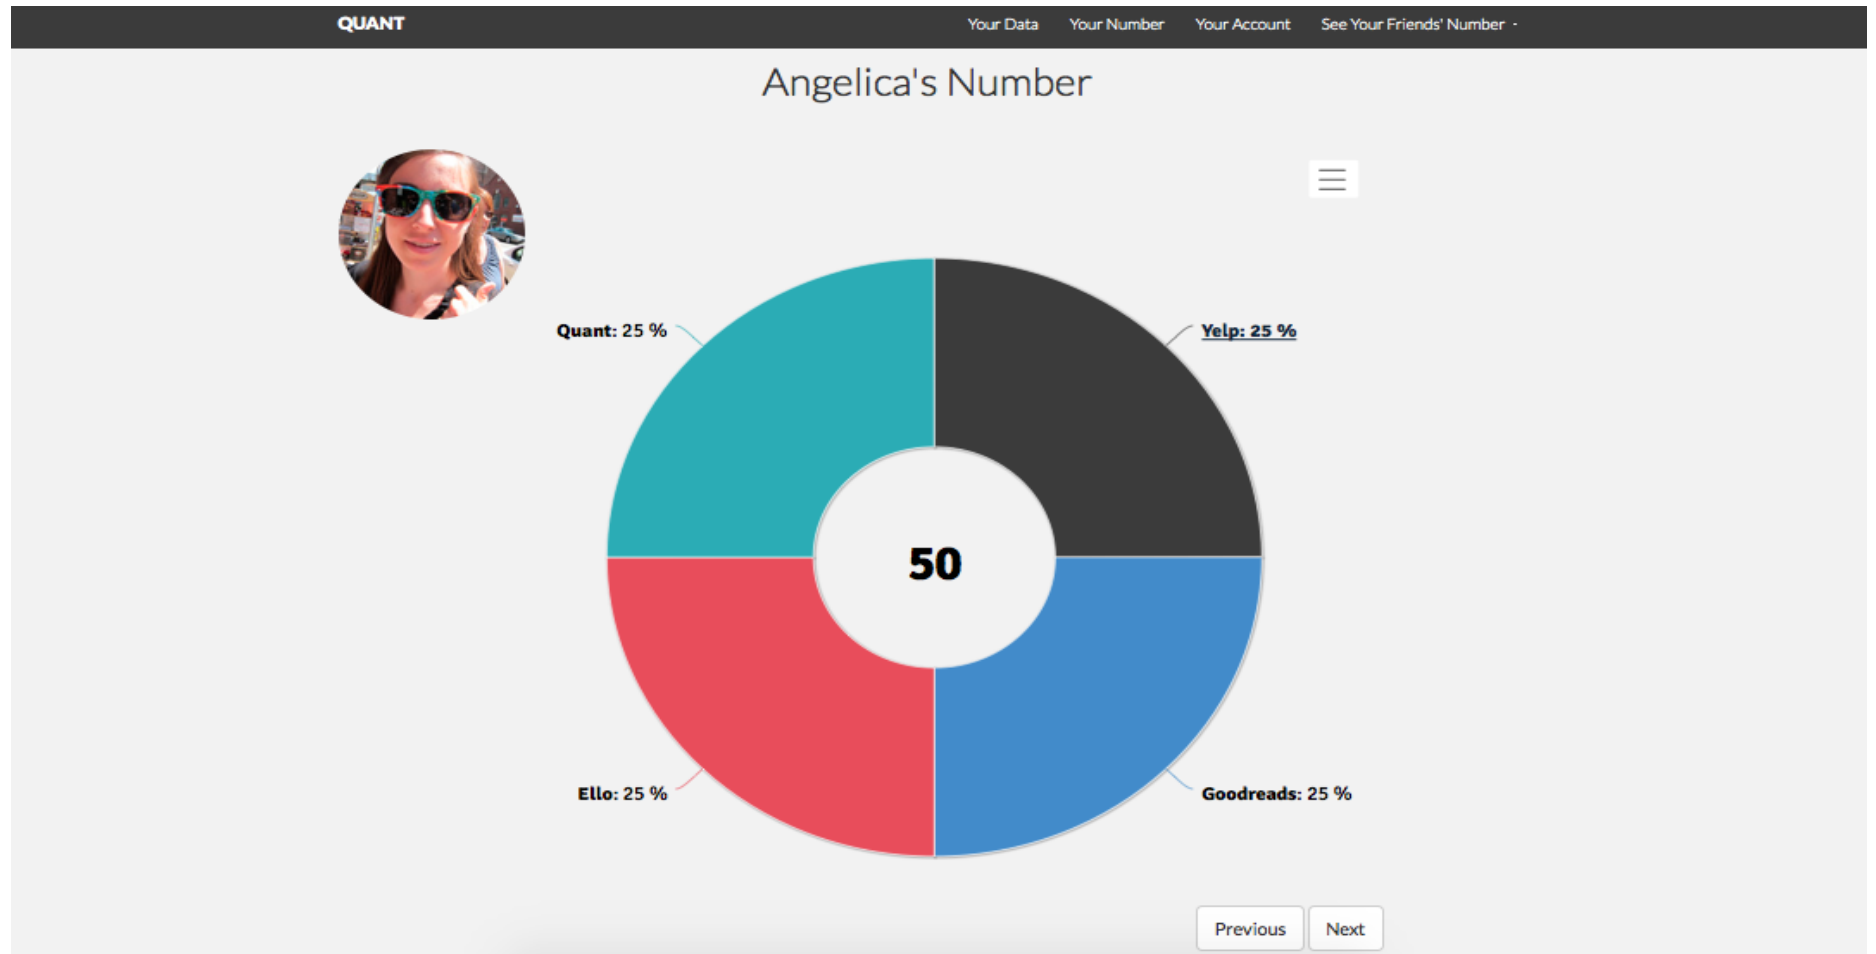 QUANT Your Data Your Number Your Account See Your Friends' Number
Angelica's Number
Quant: 25 %
Yelp: 25 %
50
Ello: 25 %
Goodreads: 25 %
Previous Next